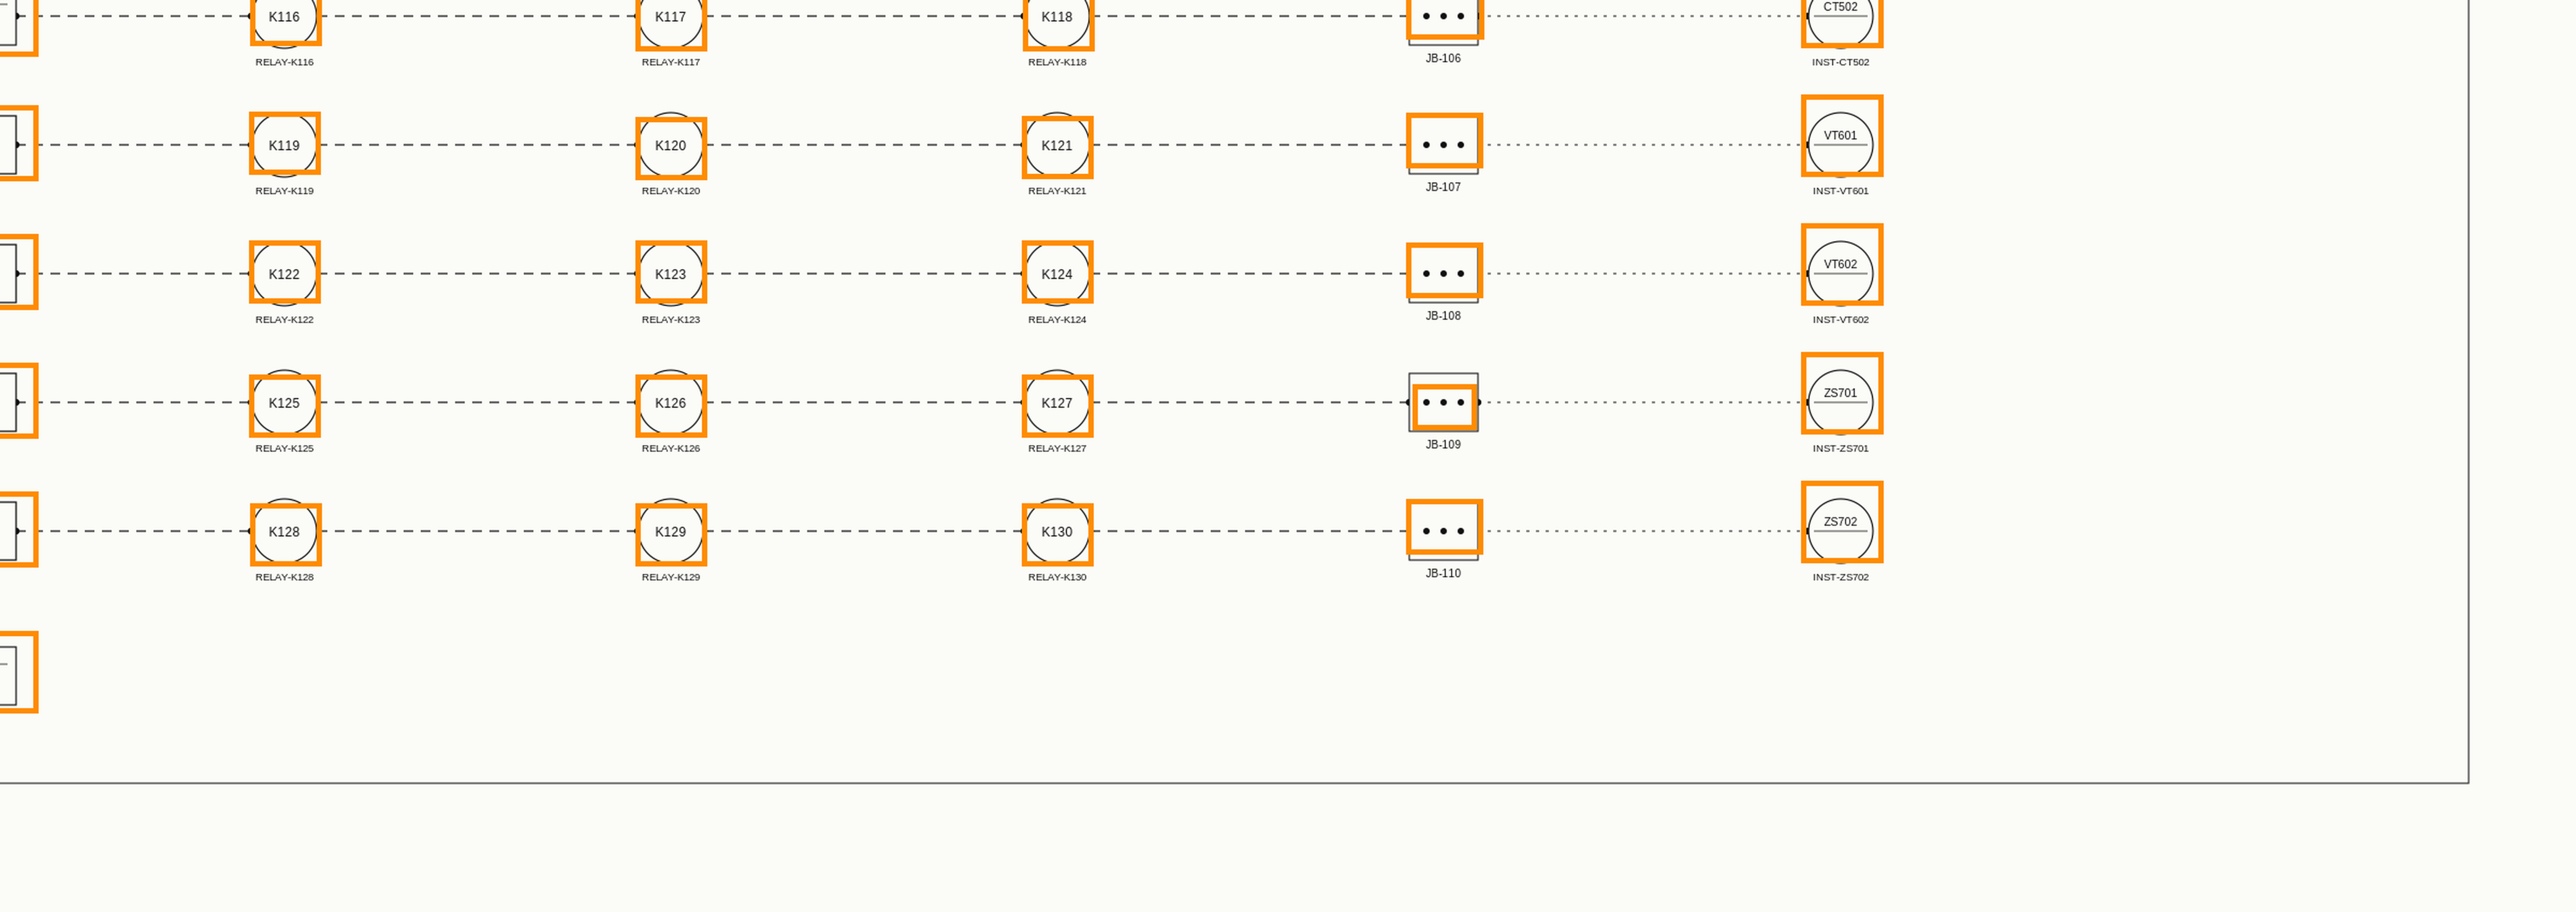 K116 K117 K118 CT502
RELAY-K116 RELAY-K117 RELAY-K118 JB-106 INST-CT502
K119 K120 K121 VT601
RELAY-K119 RELAY-K120 RELAY-K121 JB-107 INST-VT601
K122 K123 K124 VT602
RELAY-K122 RELAY-K123 RELAY-K124 JB-108 INST-VT602
K125 K126 K127 ZS701
RELAY-K125 RELAY-K126 RELAY-K127 JB-109 INST-ZS701
K128 K129 K130 ZS702
RELAY-K128 RELAY-K129 RELAY-K130 JB-110 INST-ZS702